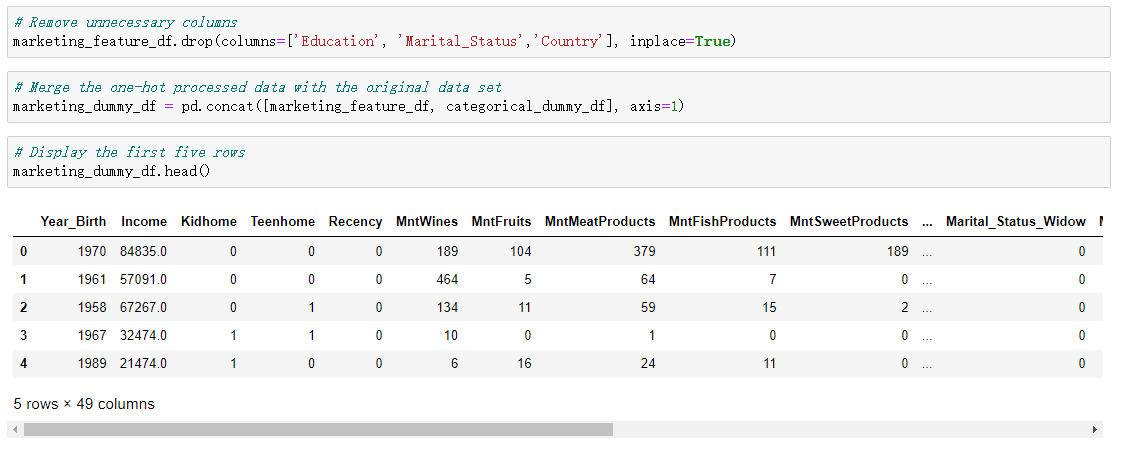 # Remove unnecessary columns
marketing_feature_df.drop(columns=['Education', 'Marital_Status','Country'], inplace=True)
# Merge the one-hot processed data with the original data set
marketing_dummy_df = pd.concat([marketing_feature_df, categorical_dummy_df], axis=1)
# Display the first five rows
marketing_dummy_df.head()
Year_Birth Income Kidhome Teenhome Recency MntWines MntFruits MntMeatProducts MntFishProducts MntSweetProducts ... Marital_Status_Widow
0 1970 84835.0 0 0 0 189 104 379 111 189 ... 0
1 1961 57091.0 0 0 0 464 5 64 7 0 ... 0
2 1958 67267.0 0 1 0 134 11 59 15 2 ... 0
3 1967 32474.0 1 1 0 10 0 1 0 0 ... 0
4 1989 21474.0 1 0 0 6 16 24 11 0 ... 0
5 rows × 49 columns